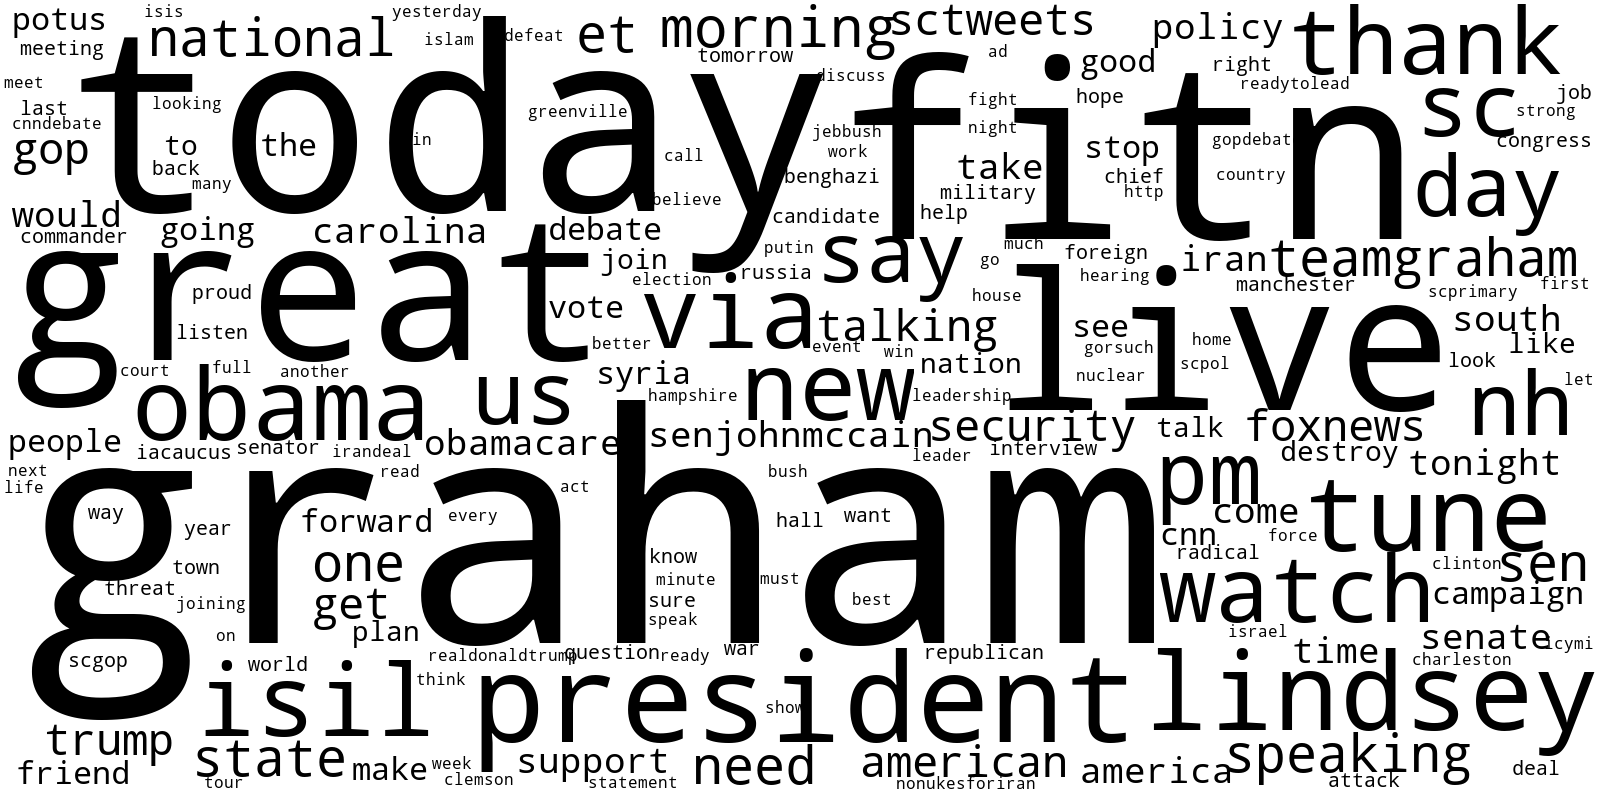 potus isis yesterday et morning sctweets policy thank
meeting national islam defeat tomorrow ad good right
meet today discuss fitn readytolead
last looking greenville fight hope sc job
cnndebate strong
gop to the in jebbush night stop gopdebat congress
back call work take chief country day
many believe benghazi military http
would candidate help
commander going carolina debate say much foreign iran teamgraham
great join putin go hearing
proud election russia house manchester scprimary first
listen vote via talking live see home south
better event win gorsuch like
court full another syria new nation nuclear scpol look let
obama us hampshire leadership nh
people iacaucus senator irandeal obamacare senjohnmccain security talk foxnews
next read graham bush leader interview destroy tonight
life act pm
way forward every hall want come tune
year know cnn force
town one minute must radical clinton sen
threat joining get sure best watch campaign
on plan speak israel senate
scgop world realdonaldtrump question ready war republican time charleston icymi
isil think president show lindsey
trump state make week support need american america speaking deal
friend tour clemson statement nonukesforiran attack